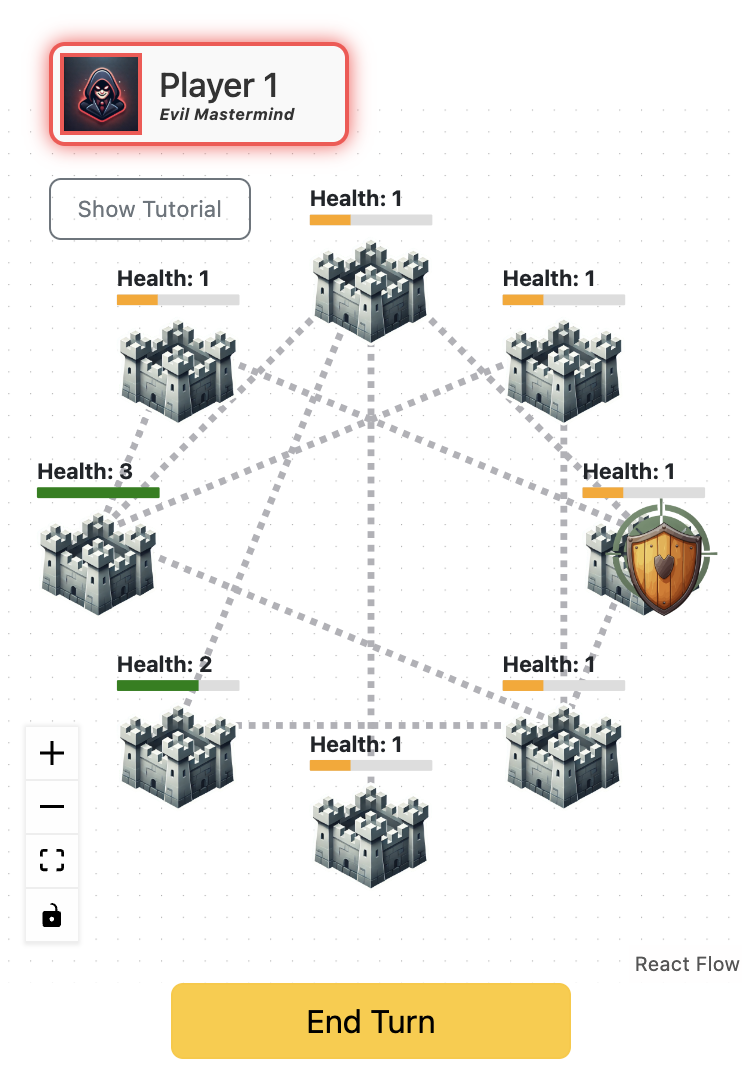 Player 1
Evil Mastermind
Show Tutorial
Health: 1
Health: 1
Health: 1
Health: 3
Health: 1
Health: 2
Health: 1
Health: 1
React Flow
End Turn